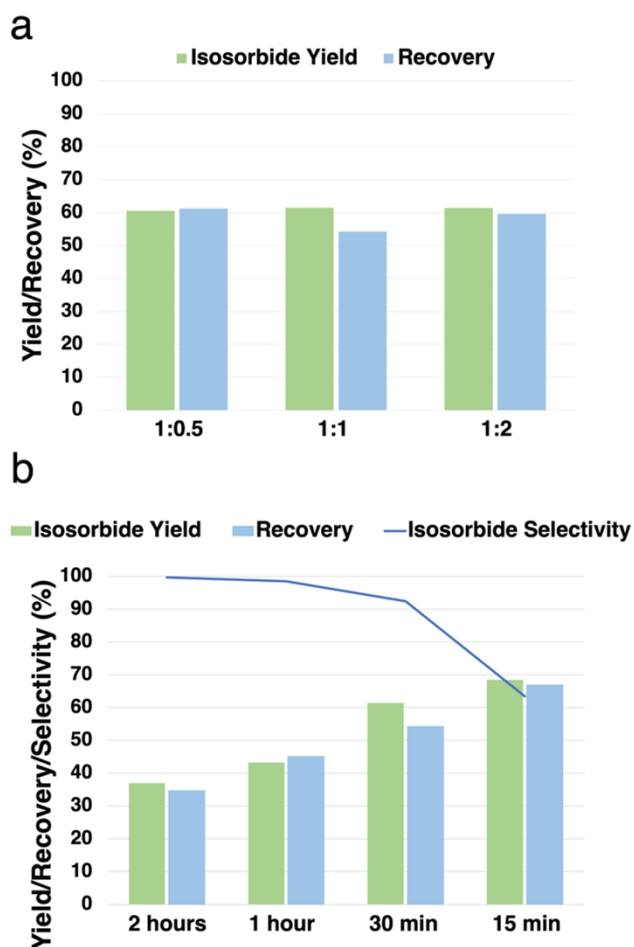 a
Isosorbide Yield Recovery
Yield/Recovery (%)
100
90
80
70
60
50
40
30
20
10
0
1:0.5 1:1 1:2
b
Isosorbide Yield Recovery Isosorbide Selectivity
Yield/Recovery/Selectivity (%)
100
90
80
70
60
50
40
30
20
10
0
2 hours 1 hour 30 min 15 min